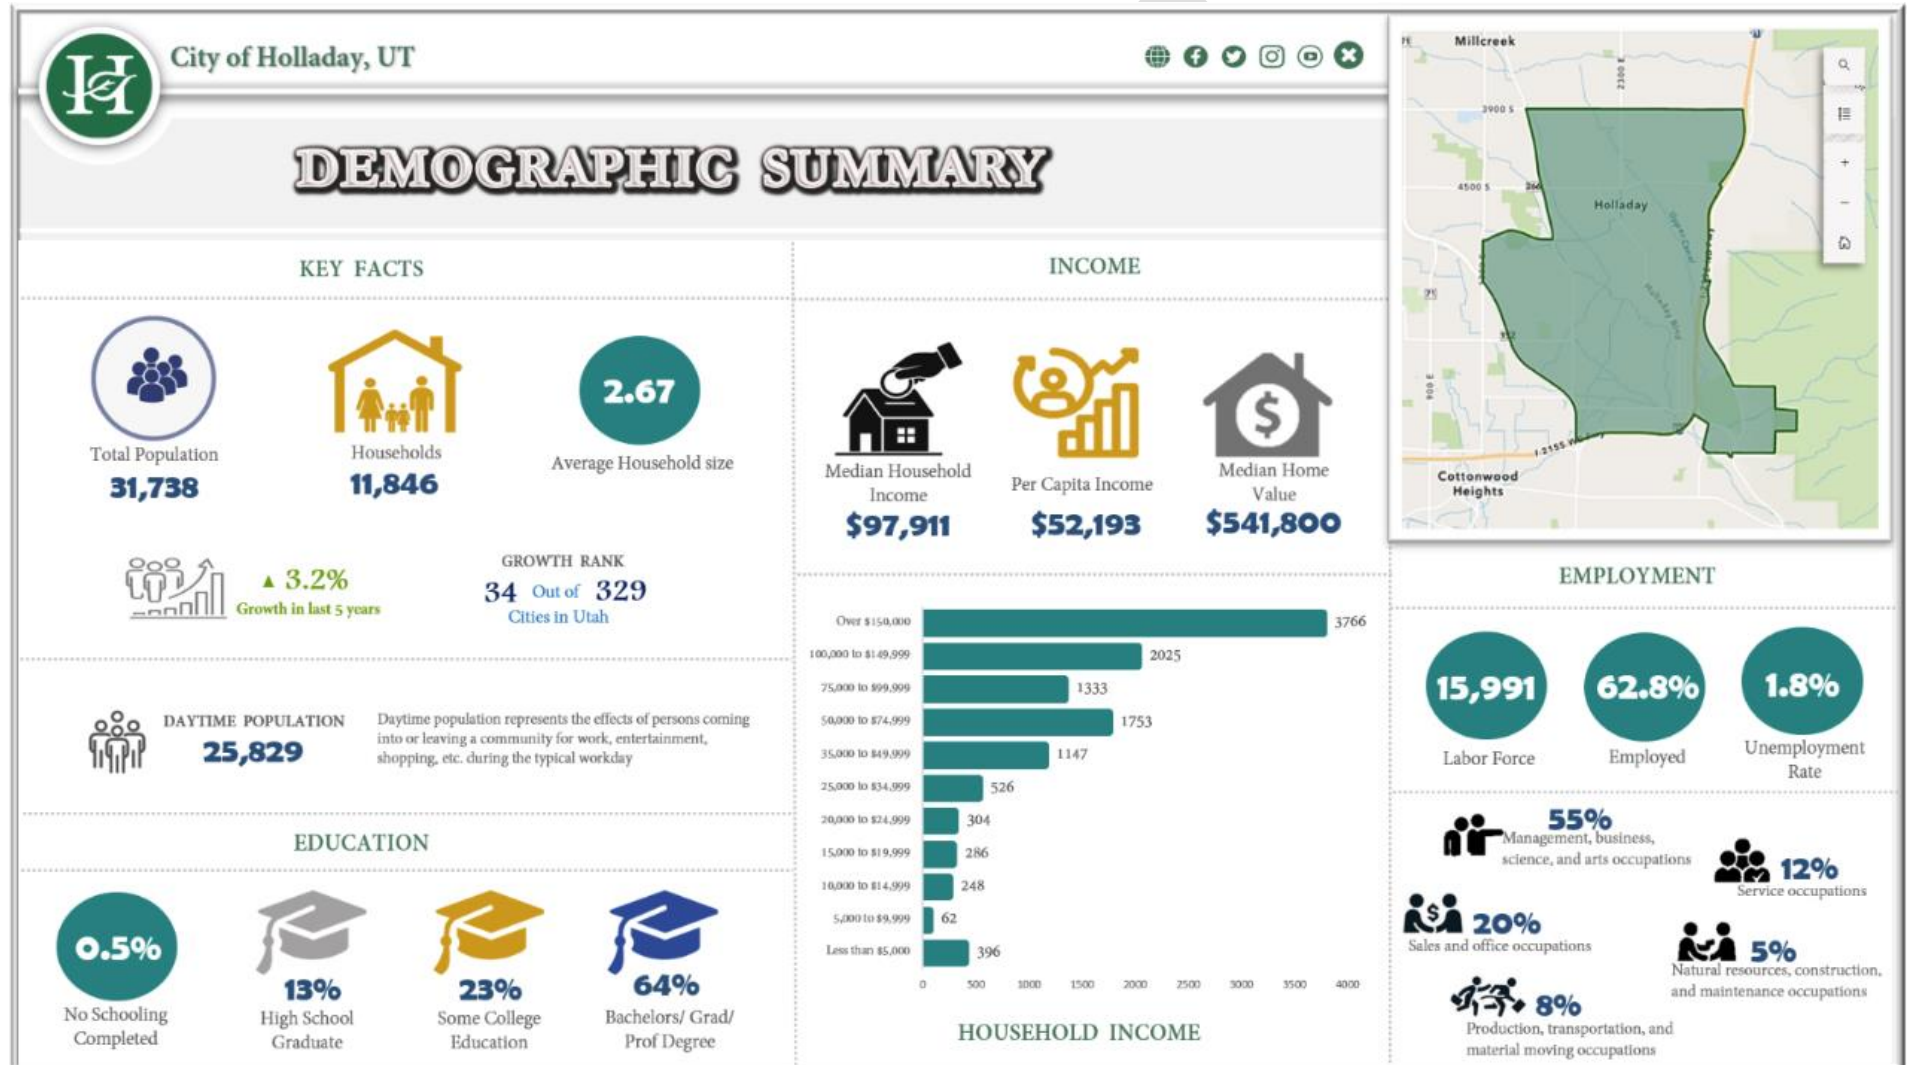 City of Holladay, UT
DEMOGRAPHIC SUMMARY
KEY FACTS
Total Population
31,738
Households
11,846
2.67
Average Household size
▲ 3.2%
Growth in last 5 years
GROWTH RANK
34 Out of 329
Cities in Utah
DAYTIME POPULATION
25,829
Daytime population represents the effects of persons coming
into or leaving a community for work, entertainment,
shopping, etc. during the typical workday
EDUCATION
0.5%
No Schooling
Completed
13%
High School
Graduate
23%
Some College
Education
64%
Bachelors/ Grad/
Prof Degree
INCOME
Median Household
Income
$97,911
Per Capita Income
$52,193
Median Home
Value
$541,800
Over $150,000 3766
100,000 to $149,999 2025
75,000 to $99,999 1333
50,000 to $74,999 1753
35,000 to $49,999 1147
25,000 to $34,999 526
20,000 to $24,999 304
15,000 to $19,999 286
10,000 to $14,999 248
5,000 to $9,999 62
Less than $5,000 396
0 500 1000 1500 2000 2500 3000 3500 4000
HOUSEHOLD INCOME
Millcreek
2300 E
3900 S
4500 S
266
Holladay
71
900 E
Cottonwood
Heights
EMPLOYMENT
15,991
Labor Force
62.8%
Employed
1.8%
Unemployment
Rate
55%
Management, business,
science, and arts occupations
12%
Service occupations
20%
Sales and office occupations
5%
Natural resources, construction,
and maintenance occupations
8%
Production, transportation, and
material moving occupations